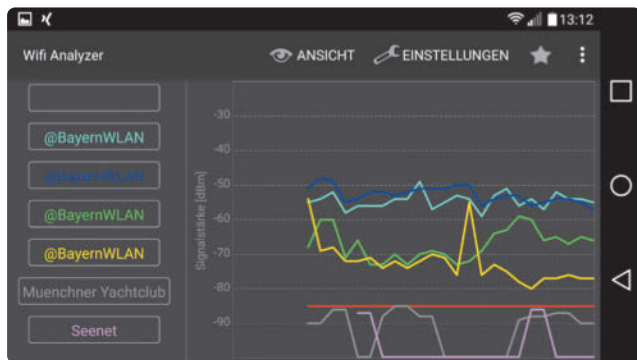 13:12
Wifi Analyzer
ANSICHT
EINSTELLUNGEN
@BayernWLAN
@BayernWLAN
@BayernWLAN
@BayernWLAN
Muenchner Yachtclub
Seenet
Signalstärke [dBm]
-30
-40
-50
-60
-70
-80
-90